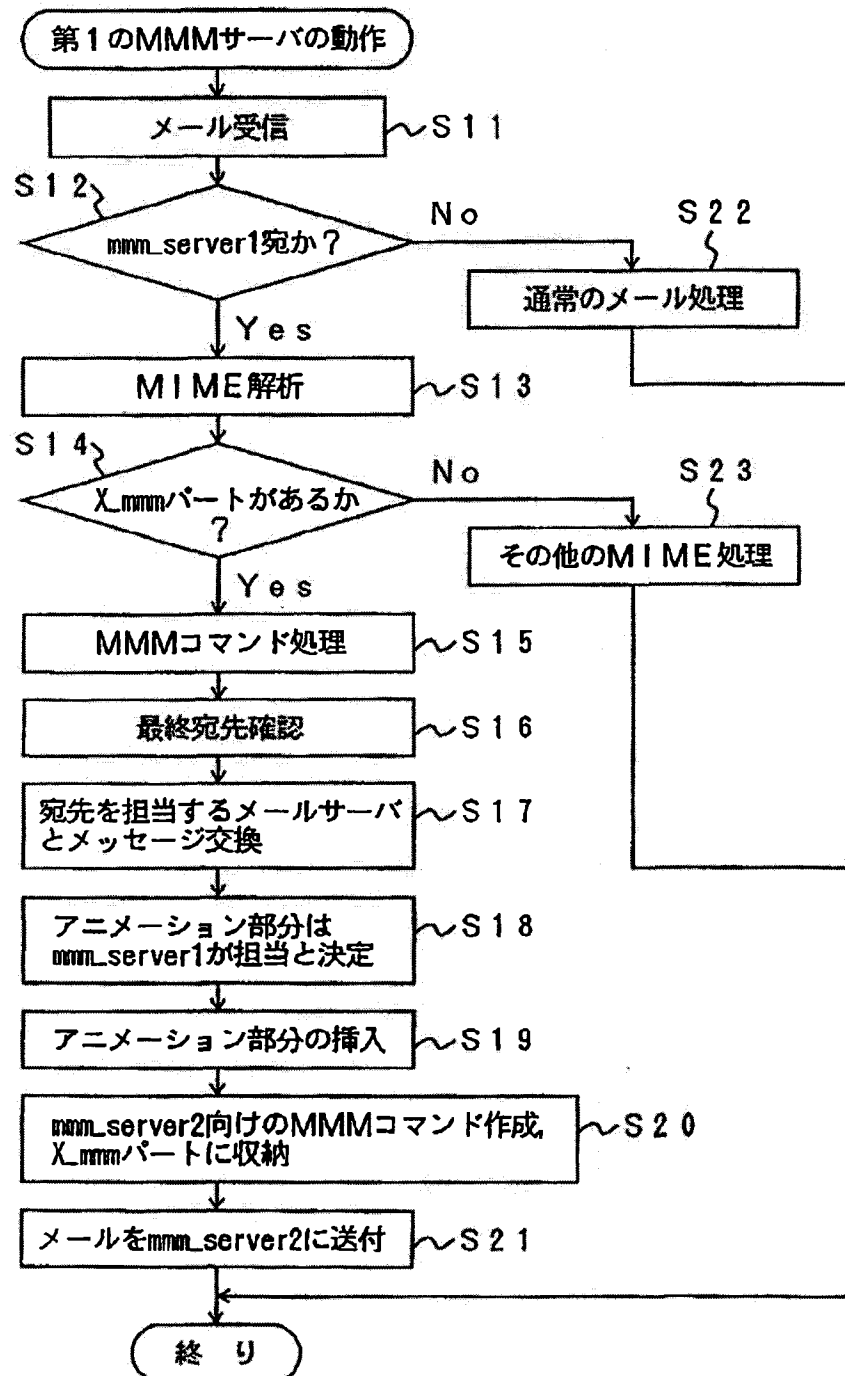 第1のMMMサーバの動作
メール受信
S11
S12
mmm_server1宛か?
No
S22
通常のメール処理
Yes
MIME解析
S13
S14
X_mmmパートがあるか
?
No
S23
その他のMIME処理
Yes
MMMコマンド処理
S15
最終宛先確認
S16
宛先を担当するメールサーバ
とメッセージ交換
S17
アニメーション部分は
mmm_server1が担当と決定
S18
アニメーション部分の挿入
S19
mmm_server2向けのMMMコマンド作成,
X_mmmパートに収納
S20
メールをmmm_server2に送付
S21
終り